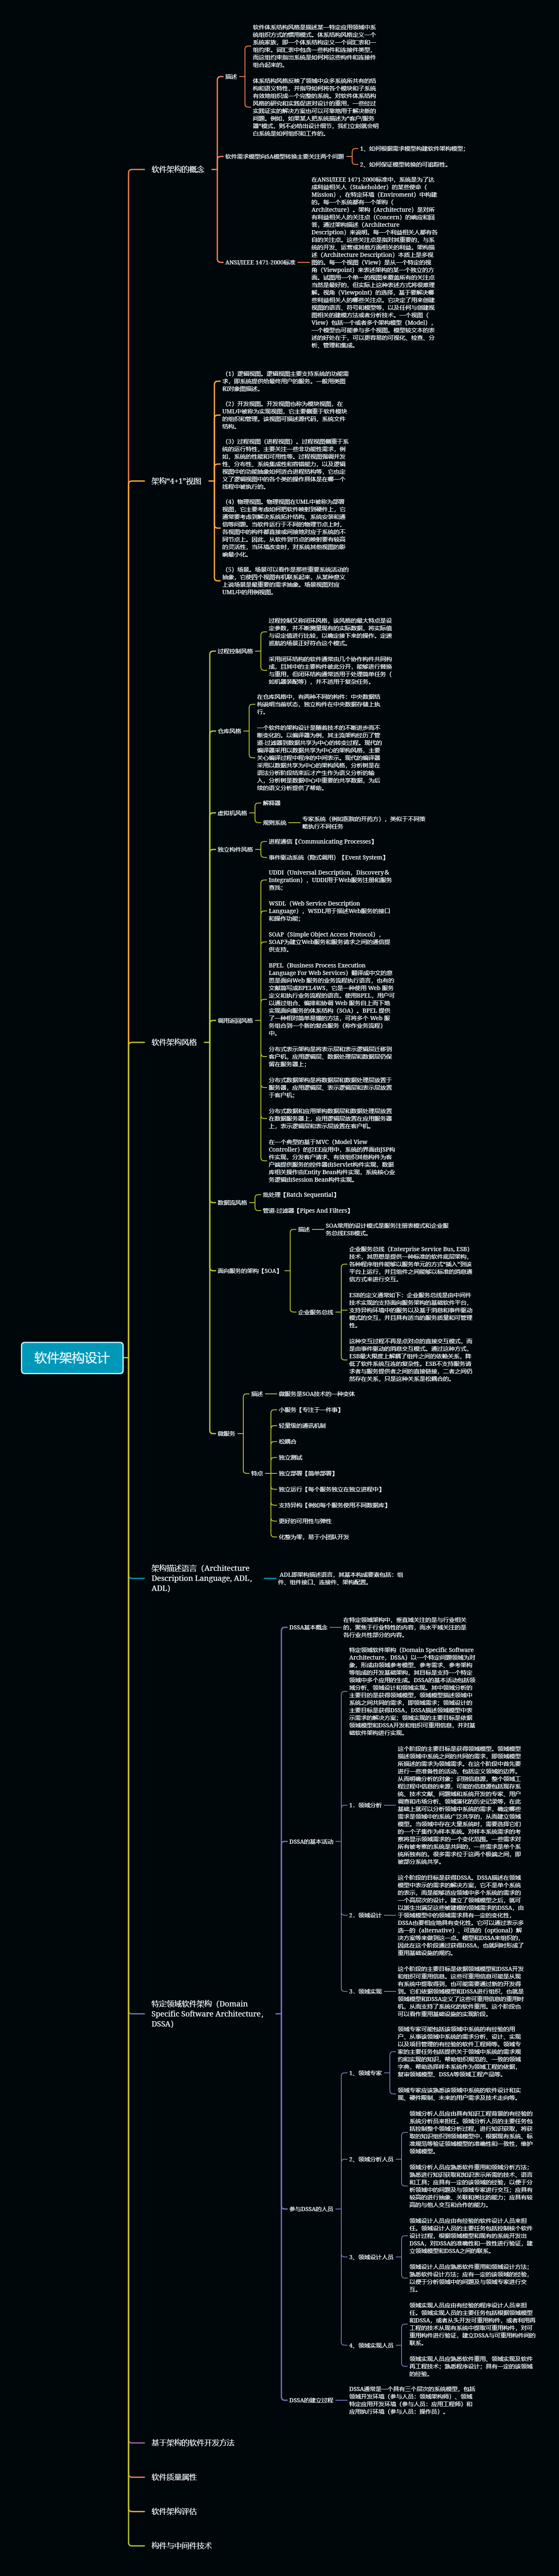 软件体系结构风格是描述某一特定应用领域中系
统组织方式的惯用模式。体系结构风格定义一个
系统家族，即一个体系结构定义一个词汇表和一
组约束。词汇表中包含一些构件和连接件类型，
而这组约束指出系统是如何将这些构件和连接件
组合起来的。
体系结构风格反映了领域中众多系统所共有的结
构和语义特性，并指导如何将各个模块和子系统
有效地组织成一个完整的系统。对软件体系结构
风格的研究和实践促进对设计的重用，一些经过
实践证实的解决方案也可以可靠地用于解决新的
问题。例如，如果某人把系统描述为“客户/服务
器”模式，则不必给出设计细节，我们立刻就会明
白系统是如何组织和工作的。
描述
软件需求模型向SA模型转换主要关注两个问题
1、如何根据需求模型构建软件架构模型；
2、如何保证模型转换的可追踪性。
软件架构的概念
在ANSI/IEEE 1471-2000标准中，系统是为了达
成利益相关人（Stakeholder）的某些使命（
Mission），在特定环境（Enviroment）中构建
的。每一个系统都有一个架构（
Architecture）。架构（Architecture）是对所
有利益相关人的关注点（Concern）的响应和回
答，通过架构描述（Architecture
Description）来说明。每一个利益相关人都有各
自的关注点。这些关注点是指对其重要的，与系
统的开发、运营或其他方面相关的利益。架构描
述（Architecture Description）本质上是多视
图的。每一个视图（View）是从一个特定的视
角（Viewpoint）来表述架构的某一个独立的方
面。试图用一个单一的视图来覆盖所有的关注点
当然是最好的，但实际上这种表述方式将很难理
解。视角（Viewpoint）的选择，基于要解决哪
些利益相关人的哪些关注点。它决定了用来创建
视图的语言、符号和模型等，以及任何与创建视
图相关的建模方法或者分析技术。一个视图（
View）包括一个或者多个架构模型（Model），
一个模型也可能参与多个视图。模型较文本的表
述的好处在于，可以更容易的可视化、检查、分
析、管理和集成。
ANSI/IEEE 1471-2000标准
（1）逻辑视图。逻辑视图主要支持系统的功能需
求，即系统提供给最终用户的服务。一般用类图
和对象图描述。
（2）开发视图。开发视图也称为模块视图，在
UML中被称为实现视图，它主要侧重于软件模块
的组织和管理。该视图可描述源代码，系统文件
结构。
（3）过程视图（进程视图）。过程视图侧重于系
统的运行特性，主要关注一些非功能性需求，例
如，系统的性能和可用性等。过程视图强调并发
性、分布性、系统集成性和容错能力，以及逻辑
视图中的功能抽象如何适合进程结构等，它也定
义了逻辑视图中的各个类的操作具体是在哪一个
线程中被执行的。
架构“4+1”视图
（4）物理视图。物理视图在UML中被称为部署
视图，它主要考虑如何把软件映射到硬件上，它
通常要考虑到解决系统拓扑结构、系统安装和通
信等问题。当软件运行于不同的物理节点上时，
各视图中的构件都直接或间接地对应于系统的不
同节点上。因此，从软件到节点的映射要有较高
的灵活性，当环境改变时，对系统其他视图的影
响最小化。
（5）场景。场景可以看作是那些重要系统活动的
抽象，它使四个视图有机联系起来，从某种意义
上说场景是最重要的需求抽象。场景视图对应
UML中的用例视图。
过程控制又称闭环风格，该风格的最大特点是设
定参数，并不断测量现有的实际数据，将实际值
与设定值进行比较，以确定接下来的操作。定速
巡航的场景正好符合这个模式。
过程控制风格
采用闭环结构的软件通常由几个协作构件共同构
成，且其中的主要构件彼此分开，能够进行替换
与重用，但闭环结构通常适用于处理简单任务（
如机器装配等），并不适用于复杂任务。
在仓库风格中，有两种不同的构件：中央数据结
构说明当前状态，独立构件在中央数据存储上执
行。
仓库风格
一个软件的架构设计是随着技术的不断进步而不
断变化的。以编译器为例，其主流架构经历了管
道-过滤器到数据共享为中心的转变过程。现代的
编译器采用以数据共享为中心的架构风格，主要
关心编译过程中程序的中间表示。现代的编译器
采用以数据共享为中心的架构风格，分析树是在
语法分析阶段结束后才产生作为语义分析的输
入，分析树是数据中心中重要的共享数据，为后
续的语义分析提供了帮助。
虚拟机风格
解释器
规则系统
专家系统（例如医院的开药方），类似于不同策
略执行不同任务
独立构件风格
进程通信【Communicating Processes】
事件驱动系统（隐式调用）【Event System】
UDDI（Universal Description，Discovery＆
Integration），UDDI用于Web服务注册和服务
查找；
WSDL（Web Service Description
Language），WSDL用于描述Web服务的接口
和操作功能；
SOAP（Simple Object Access Protocol），
SOAP为建立Web服务和服务请求之间的通信提
供支持。
BPEL（Business Process Execution
Language For Web Services）翻译成中文的意
思是面向Web 服务的业务流程执行语言，也有的
文献简写成BPEL4WS，它是一种使用 Web 服务
定义和执行业务流程的语言。使用BPEL，用户可
以通过组合、编排和协调 Web 服务自上而下地
实现面向服务的体系结构（SOA）。BPEL 提供
了一种相对简单易懂的方法，可将多个 Web 服
务组合到一个新的复合服务（称作业务流程）
中。
调用返回风格
软件架构风格
分布式表示架构是将表示层和表示逻辑层迁移到
客户机，应用逻辑层、数据处理层和数据层仍保
留在服务器上；
分布式数据架构是将数据层和数据处理层放置于
服务器，应用逻辑层、表示逻辑层和表示层放置
于客户机；
分布式数据和应用架构数据层和数据处理层放置
在数据服务器上，应用逻辑层放置在应用服务器
上，表示逻辑层和表示层放置在客户机。
在一个典型的基于MVC（Model View
Controller）的J2EE应用中，系统的界面由JSP构
件实现，分发客户请求、有效组织其他构件为客
户端提供服务的控件器由Servlet构件实现，数据
库相关操作由Entity Bean构件实现，系统核心业
务逻辑由Session Bean构件实现。
数据流风格
批处理【Batch Sequential】
管道-过滤器【Pipes And Filters】
描述
SOA常用的设计模式是服务注册表模式和企业服
务总线ESB模式。
面向服务的架构【SOA】
企业服务总线（Enterprise Service Bus, ESB）
技术，其思想是提供一种标准的软件底层架构，
各种程序组件能够以服务单元的方式“插入”到该
平台上运行，并且组件之间能够以标准的消息通
信方式来进行交互。
ESB的定义通常如下：企业服务总线是由中间件
技术实现的支持面向服务架构的基础软件平台，
支持异构环境中的服务以及基于消息和事件驱动
模式的交互，并且具有适当的服务质量和可管理
性。
企业服务总线
这种交互过程不再是点对点的直接交互模式，而
是由事件驱动的消息交互模式。通过这种方式，
ESB最大限度上解耦了组件之间的依赖关系，降
低了软件系统互连的复杂性。ESB不支持服务请
求者与服务提供者之间的直接链接，二者之间仍
然存在关系，只是这种关系是松耦合的。
软件架构设计
描述
微服务是SOA技术的一种变体
微服务
特点
小服务【专注于一件事】
轻量级的通讯机制
松耦合
独立测试
独立部署【简单部署】
独立运行【每个服务独立在独立进程中】
支持异构【例如每个服务使用不同数据库】
更好的可用性与弹性
化整为零，易于小团队开发
架构描述语言（Architecture
Description Language, ADL，
ADL）
ADL即架构描述语言，其基本构成要素包括：组
件、组件接口、连接件、架构配置。
DSSA基本概念
在特定领域架构中，垂直域关注的是与行业相关
的，聚焦于行业特性的内容，而水平域关注的是
各行业共性部分的内容。
特定领域软件架构（Domain Specific Software
Architecture，DSSA）以一个特定问题领域为对
象，形成由领域参考模型、参考需求、参考架构
等组成的开发基础架构，其目标是支持一个特定
领域中多个应用的生成。DSSA的基本活动包括领
域分析、领域设计和领域实现。其中领域分析的
主要目的是获得领域模型，领域模型描述领域中
系统之间共同的需求，即领域需求；领域设计的
主要目标是获得DSSA，DSSA描述领域模型中表
示需求的解决方案；领域实现的主要目标是依据
领域模型和DSSA开发和组织可重用信息，并对基
础软件架构进行实现。
DSSA的基本活动
1．领域分析
这个阶段的主要目标是获得领域模型。领域模型
描述领域中系统之间的共同的需求，即领域模型
所描述的需求为领域需求。在这个阶段中首先要
进行一些准备性的活动，包括定义领域的边界，
从而明确分析的对象；识别信息源，整个领域工
程过程中信息的来源，可能的信息源包括现存系
统、技术文献、问题域和系统开发的专家、用户
调查和市场分析、领域演化的历史记录等，在此
基础上就可以分析领域中系统的需求，确定哪些
需求是领域中的系统广泛共享的，从而建立领域
模型。当领域中存在大量系统时，需要选择它们
的一个子集作为样本系统。对样本系统需求的考
察将显示领域需求的一个变化范围。一些需求对
所有被考察的系统是共同的，一些需求是单个系
统所独有的。很多需求位于这两个极端之间，即
被部分系统共享。
2．领域设计
这个阶段的目标是获得DSSA。DSSA描述在领域
模型中表示的需求的解决方案，它不是单个系统
的表示，而是能够适应领域中多个系统的需求的
一个高层次的设计。建立了领域模型之后，就可
以派生出满足这些被建模的领域需求的DSSA，由
于领域模型中的领域需求具有一定的变化性，
DSSA也要相应地具有变化性。它可以通过表示多
选一的（alternative）、可选的（optional）解
决方案等来做到这一点。模型和DSSA来组织的，
因此在这个阶段通过获得DSSA，也就同时形成了
重用基础设施的规约。
3．领域实现
这个阶段的主要目标是依据领域模型和DSSA开发
和组织可重用信息。这些可重用信息可能是从现
有系统中提取得到，也可能需要通过新的开发得
到。它们依据领域模型和DSSA进行组织，也就是
领域模型和DSSA定义了这些可重用信息的重用时
机，从而支持了系统化的软件重用。这个阶段也
可以看作重用基础设施的实现阶段。
特定领域软件架构（Domain
Specific Software Architecture，
DSSA）
1、领域专家
领域专家可能包括该领域中系统的有经验的用
户、从事该领域中系统的需求分析、设计、实现
以及项目管理的有经验的软件工程师等。领域专
家的主要任务包括提供关于领域中系统的需求规
约和实现的知识，帮助组织规范的、一致的领域
字典，帮助选择样本系统作为领域工程的依据，
复审领域模型、DSSA等领域工程产品等。
领域专家应该熟悉该领域中系统的软件设计和实
现、硬件限制、未来的用户需求及技术走向等。
2、领域分析人员
领域分析人员应由具有知识工程背景的有经验的
系统分析员来担任。领域分析人员的主要任务包
括控制整个领域分析过程，进行知识获取，将获
取的知识组织到领域模型中，根据现有系统、标
准规范等验证领域模型的准确性和一致性，维护
领域模型。
领域分析人员应熟悉软件重用和领域分析方法；
熟悉进行知识获取和知识表示所需的技术、语言
和工具；应具有一定的该领域的经验，以便于分
析领域中的问题及与领域专家进行交互；应具有
较高的进行抽象、关联和类比的能力；应具有较
高的与他人交互和合作的能力。
参与DSSA的人员
3、领域设计人员
领域设计人员应由有经验的软件设计人员来担
任。领域设计人员的主要任务包括控制整个软件
设计过程，根据领域模型和现有的系统开发出
DSSA，对DSSA的准确性和一致性进行验证，建
立领域模型和DSSA之间的联系。
领域设计人员应熟悉软件重用和领域设计方法；
熟悉软件设计方法；应有一定的该领域的经验，
以便于分析领域中的问题及与领域专家进行交
互。
4、领域实现人员
领域实现人员应由有经验的程序设计人员来担
任。领域实现人员的主要任务包括根据领域模型
和DSSA，或者从头开发可重用构件，或者利用再
工程的技术从现有系统中提取可重用构件，对可
重用构件进行验证，建立DSSA与可重用构件间的
联系。
领域实现人员应熟悉软件重用、领域实现及软件
再工程技术；熟悉程序设计；具有一定的该领域
的经验。
DSSA的建立过程
DSSA通常是一个具有三个层次的系统模型，包括
领域开发环境（参与人员：领域架构师）、领域
特定应用开发环境（参与人员：应用工程师）和
应用执行环境（参与人员：操作员）。
基于架构的软件开发方法
软件质量属性
软件架构评估
构件与中间件技术